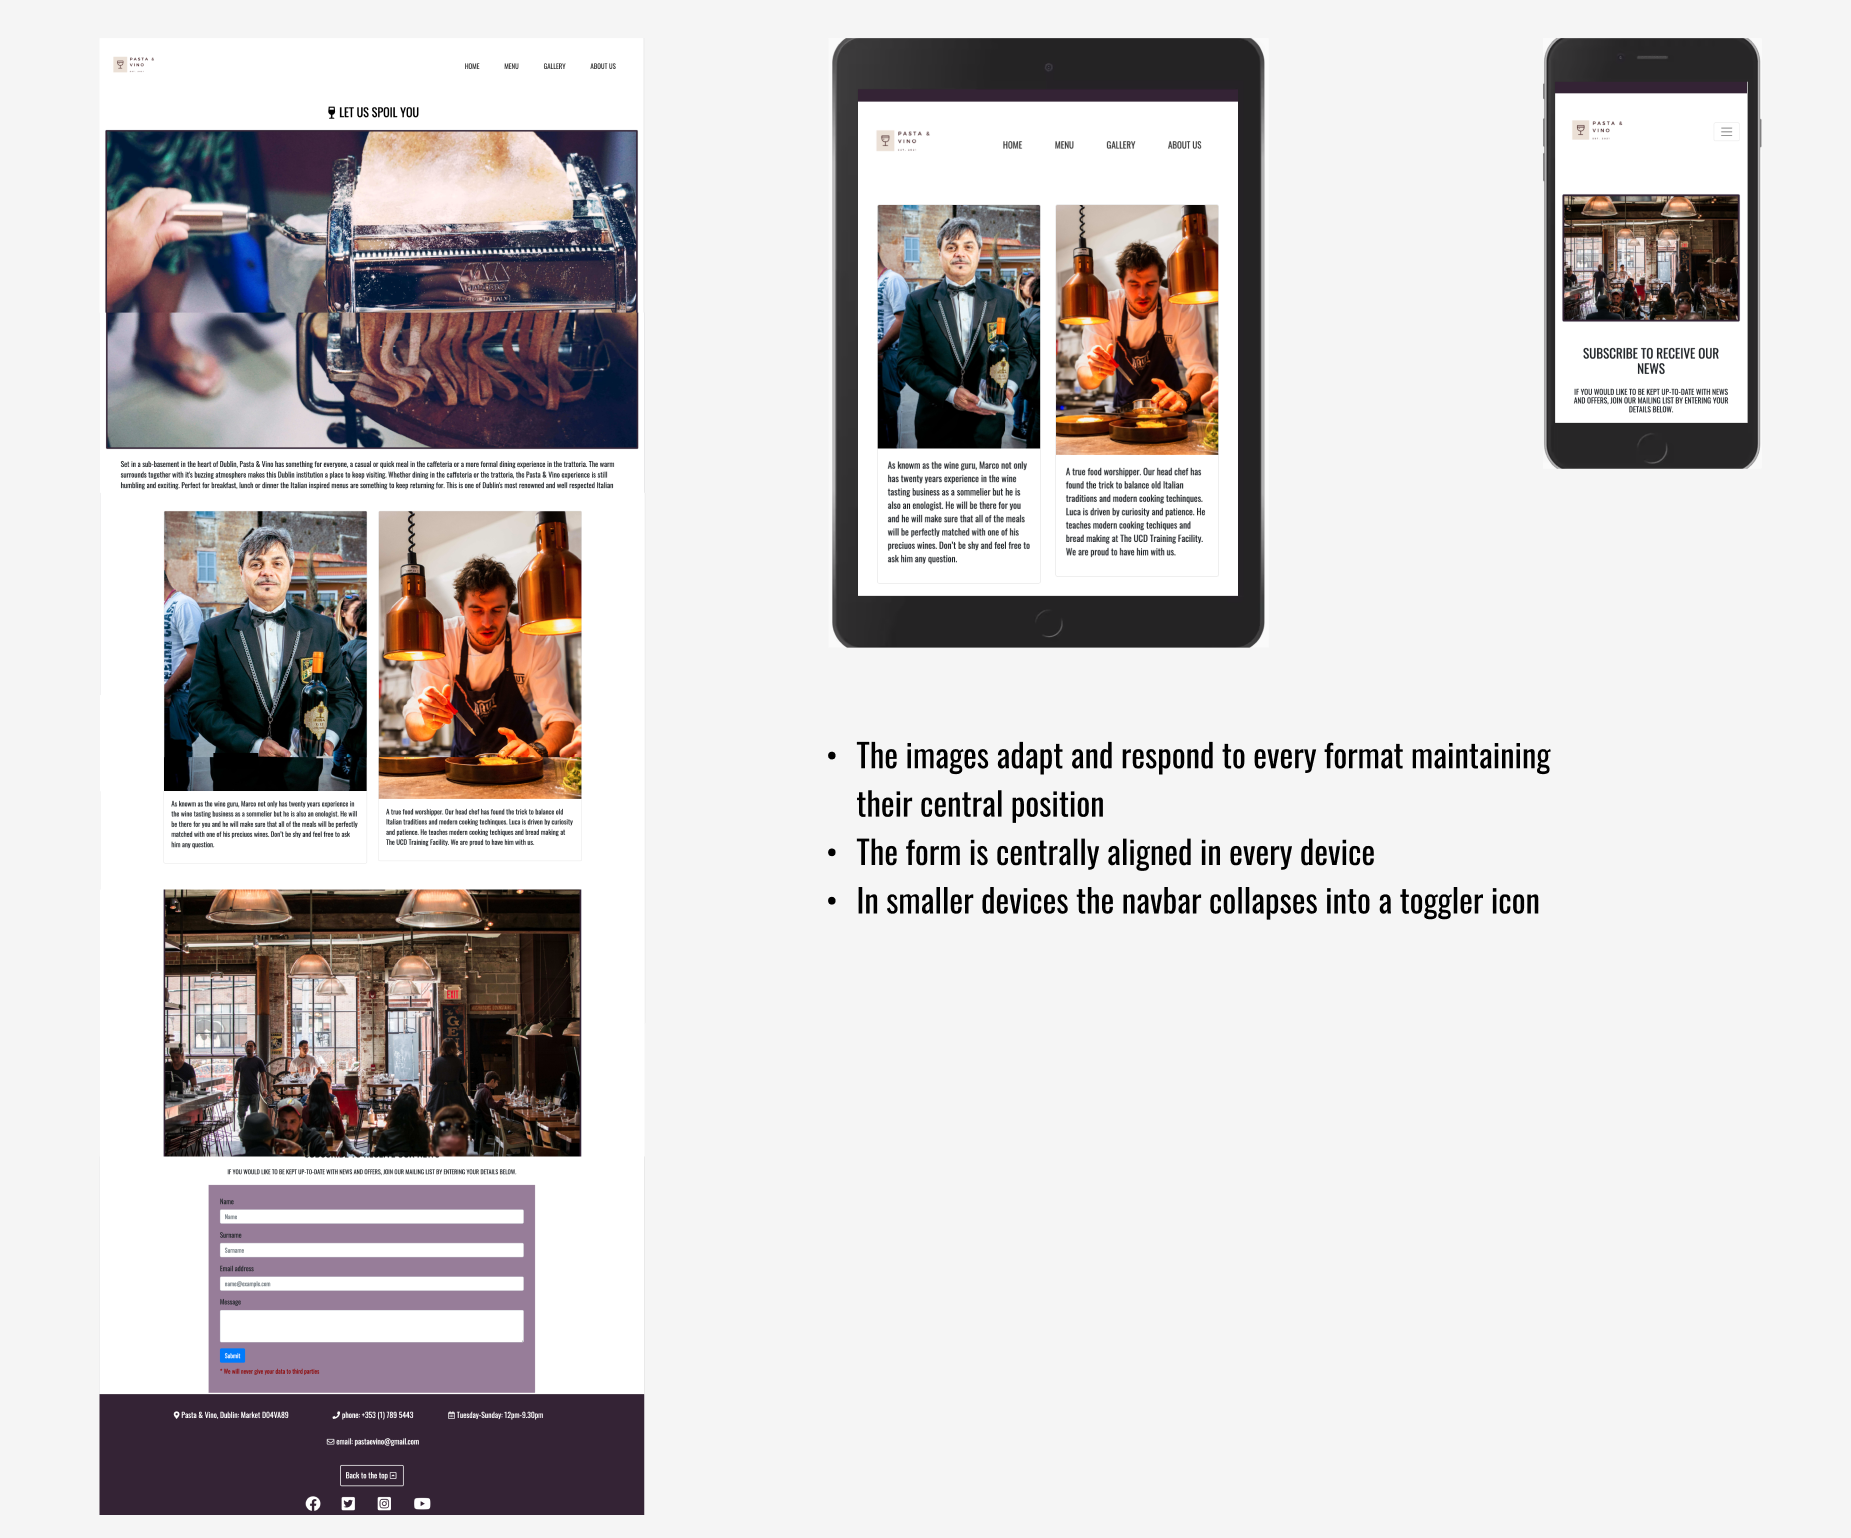 PASTA &
VINO
HOME MENU GALLERY ABOUT US
LET US SPOIL YOU
Set in a sub-basement in the heart of Dublin, Pasta & Vino has something for everyone, a casual or quick meal in the caffeteria or a more formal dining experience in the trattoria. The warm
surrounds together with it's buzzing atmosphere makes this Dublin institution a place to keep visiting. Whether dining in the caffeteria or the trattoria, the Pasta & Vino experience is still
humbling and exciting. Perfect for breakfast, lunch or dinner the Italian inspired menus are something to keep returning for. This is one of Dublin's most renowned and well respected Italian
As knowm as the wine guru, Marco not only has twenty years experience in
the wine tasting business as a sommelier but he is also an enologist. He will
be there for you and he will make sure that all of the meals will be perfectly
matched with one of his preciuos wines. Don't be shy and feel free to ask
him any question.
A true food worshipper. Our head chef has found the trick to balance old
Italian traditions and modern cooking techinques. Luca is driven by curiosity
and patience. He teaches modern cooking techiques and bread making at
The UCD Training Facility. We are proud to have him with us.
EXIT
IF YOU WOULD LIKE TO BE KEPT UP-TO-DATE WITH NEWS AND OFFERS, JOIN OUR MAILING LIST BY ENTERING YOUR DETAILS BELOW.
Name
Name
Surname
Surname
Email address
name@example.com
Message
Submit
* We will never give your data to third parties
Pasta & Vino, Dublin: Market D04VA89 phone: +353 (1) 789 5443 Tuesday-Sunday: 12pm-9.30pm
email: pastaevino@gmail.com
Back to the top
PASTA &
VINO
HOME MENU GALLERY ABOUT US
As knowm as the wine guru, Marco not only
has twenty years experience in the wine
tasting business as a sommelier but he is
also an enologist. He will be there for you
and he will make sure that all of the meals
will be perfectly matched with one of his
preciuos wines. Don't be shy and feel free to
ask him any question.
A true food worshipper. Our head chef has
found the trick to balance old Italian
traditions and modern cooking techinques.
Luca is driven by curiosity and patience. He
teaches modern cooking techiques and
bread making at The UCD Training Facility.
We are proud to have him with us.
PASTA &
VINO
SUBSCRIBE TO RECEIVE OUR
NEWS
IF YOU WOULD LIKE TO BE KEPT UP-TO-DATE WITH NEWS
AND OFFERS, JOIN OUR MAILING LIST BY ENTERING YOUR
DETAILS BELOW.
• The images adapt and respond to every format maintaining
their central position
• The form is centrally aligned in every device
• In smaller devices the navbar collapses into a toggler icon